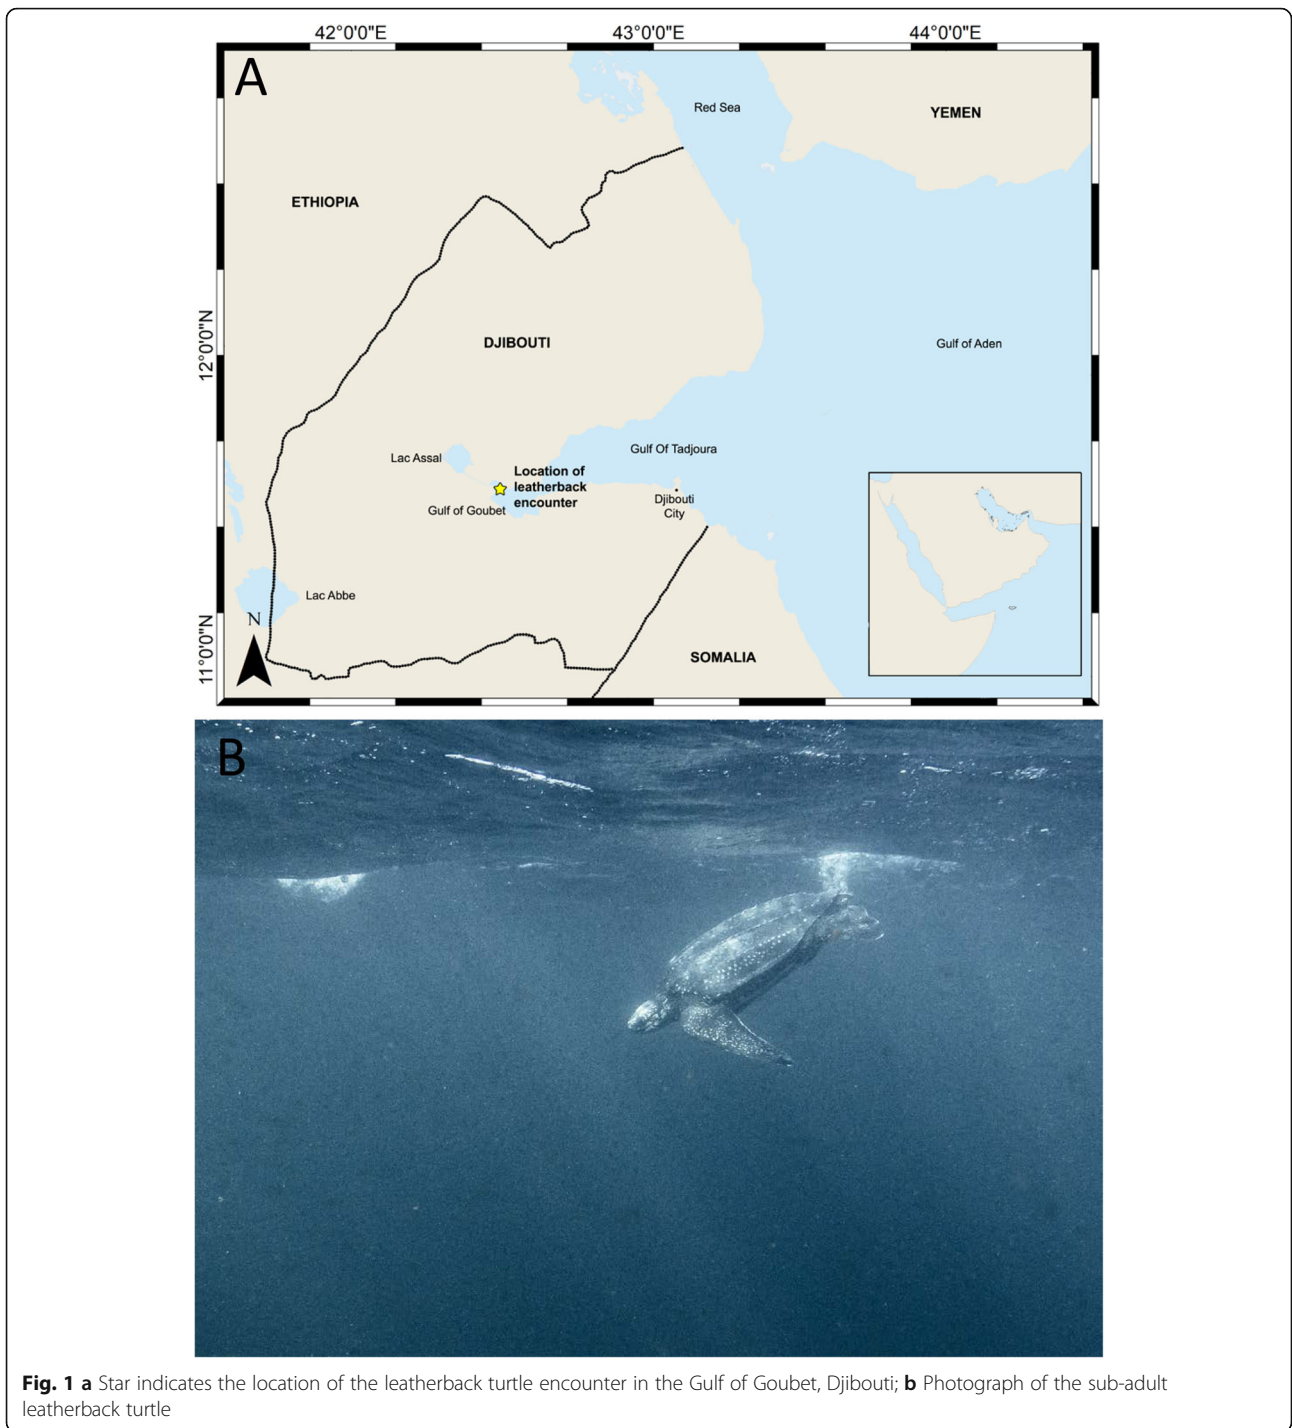 42°0'0"E 43°0'0"E 44°0'0"E
A
Red Sea
YEMEN
ETHIOPIA
12°0'0"N
DJIBOUTI
Gulf of Aden
Gulf Of Tadjoura
Lac Assal
Location of
leatherback
encounter
Djibouti
City
Gulf of Goubet
Lac Abbe
N
11°0'0"N
SOMALIA
B
Fig. 1 a Star indicates the location of the leatherback turtle encounter in the Gulf of Goubet, Djibouti; b Photograph of the sub-adult
leatherback turtle